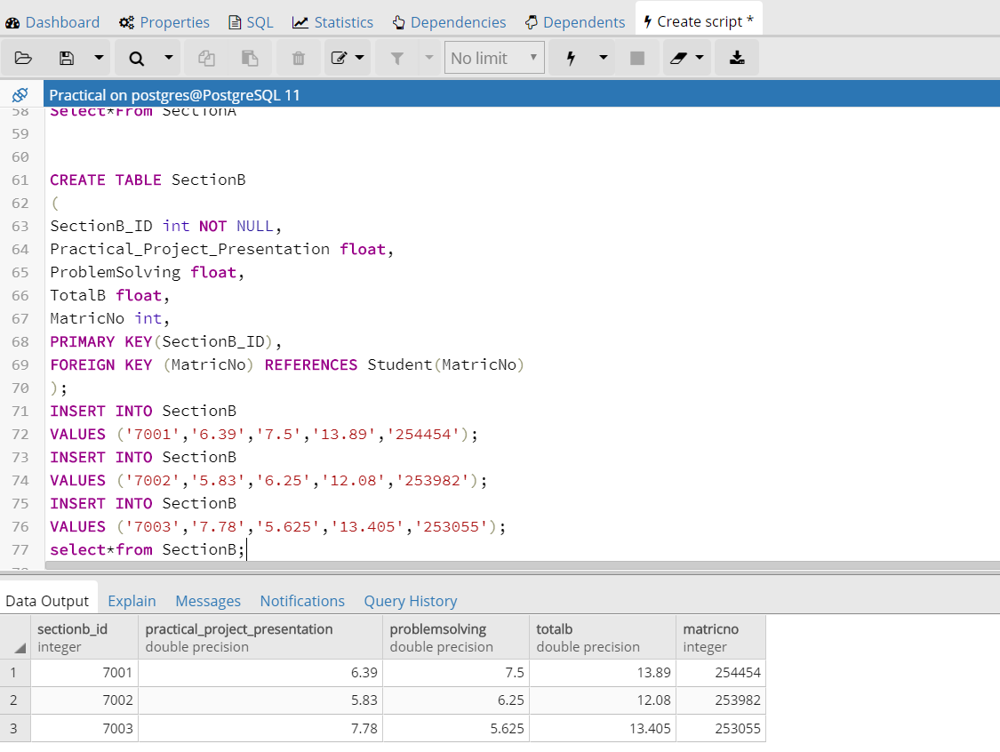 Dashboard Properties SQL Statistics Dependencies Dependents Create script *
No limit
Practical on postgres@PostgreSQL 11
58 Select*From SectionA
59
60
61 CREATE TABLE SectionB
62 (
63 SectionB_ID int NOT NULL,
64 Practical_Project_Presentation float,
65 ProblemSolving float,
66 TotalB float,
67 MatricNo int,
68 PRIMARY KEY(SectionB_ID),
69 FOREIGN KEY (MatricNo) REFERENCES Student(MatricNo)
70 );
71 INSERT INTO SectionB
72 VALUES ('7001','6.39','7.5','13.89','254454');
73 INSERT INTO SectionB
74 VALUES ('7002','5.83','6.25','12.08','253982');
75 INSERT INTO SectionB
76 VALUES ('7003','7.78','5.625','13.405','253055');
77 select*from SectionB;
Data Output Explain Messages Notifications Query History
sectionb_id practical_project_presentation problemsolving totalb matricno
integer double precision double precision double precision integer
1 7001 6.39 7.5 13.89 254454
2 7002 5.83 6.25 12.08 253982
3 7003 7.78 5.625 13.405 253055